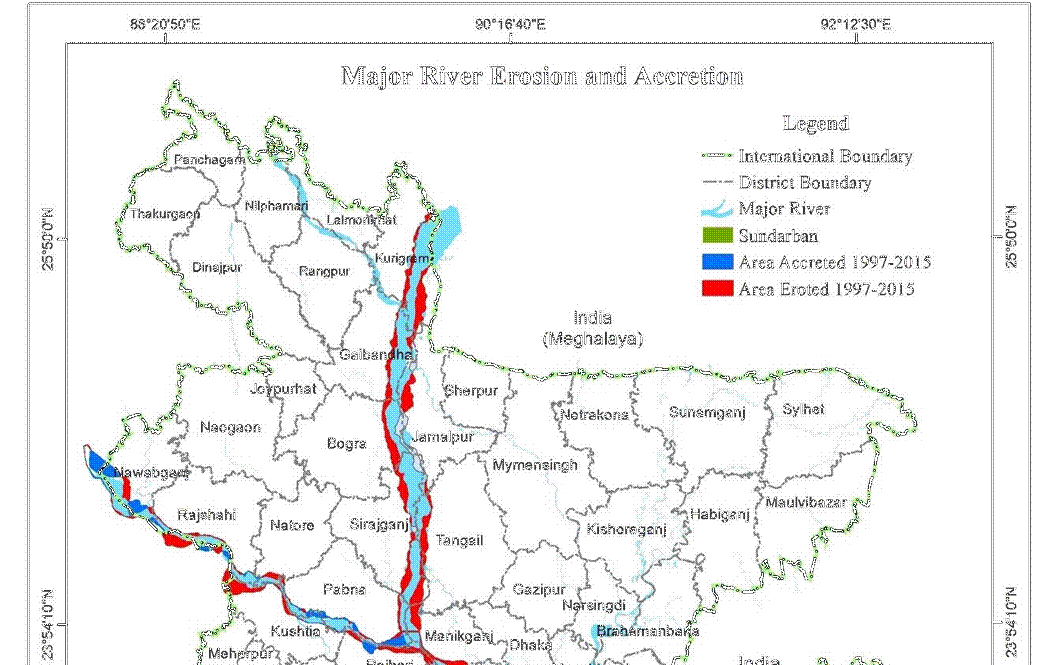 88°20'50"E 90°16'40"E 92°12'30"E
Major River Erosion and Accretion
Legend
International Boundary
District Boundary
Major River
Sundarban
Area Accreted 1997-2015
Area Eroted 1997-2015
25°50'0"N
25°50'0"N
Panchagarh
Thakurgaon
Nilphamari
Lalmonirhat
Dinajpur
Rangpur
Kurigram
India
(Meghalaya)
Gaibandha
Joypurhat
Sherpur
Naogaon
Bogra
Jamalpur
Netrakona
Sunamganj
Sylhet
Nawabganj
Mymensingh
Rajshahi
Natore
Sirajganj
Tangail
Kishoreganj
Habiganj
Maulvibazar
Pabna
Gazipur
Narsingdi
23°54'10"N
23°54'10"N
Kushtia
Manikganj
Dhaka
Brahamanbaria
Meherpur
Rajbari
India